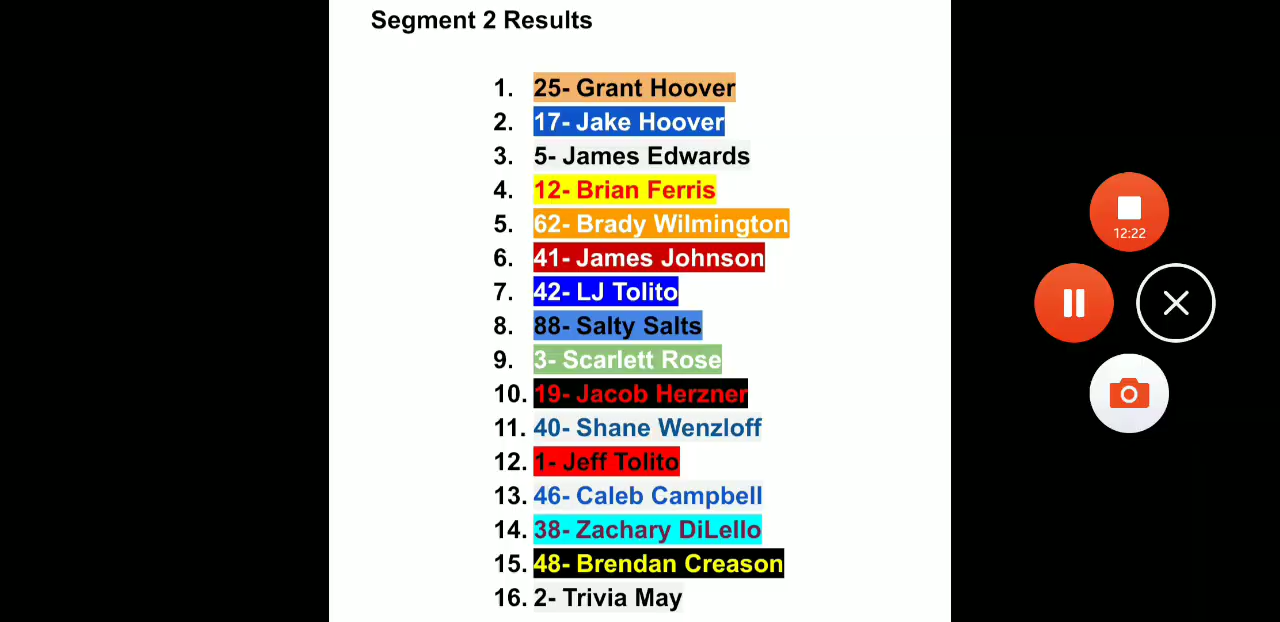 Segment 2 Results
1. 25- Grant Hoover
2. 17- Jake Hoover
3. 5- James Edwards
4. 12- Brian Ferris
5. 62- Brady Wilmington
6. 41- James Johnson
7. 42- LJ Tolito
8. 88- Salty Salts
9. 3- Scarlett Rose
10. 19- Jacob Herzner
11. 40- Shane Wenzloff
12. 1- Jeff Tolito
13. 46- Caleb Campbell
14. 38- Zachary DiLello
15. 48- Brendan Creason
16. 2- Trivia May
12:22